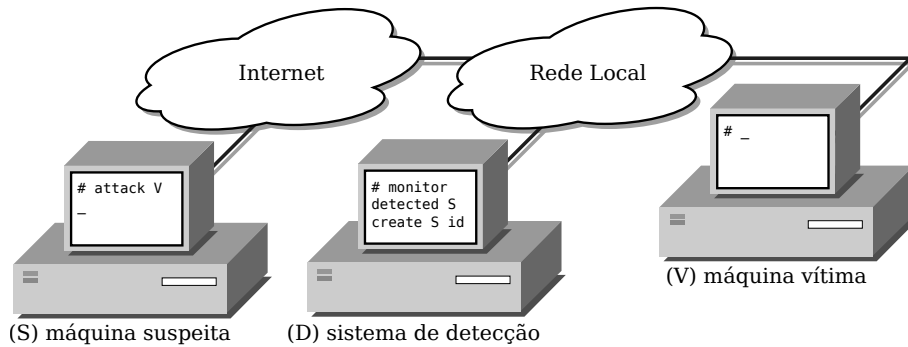 Internet
Rede Local
# _
# attack V
_
# monitor
detected S
create S id
(V) máquina vítima
(S) máquina suspeita
(D) sistema de detecção